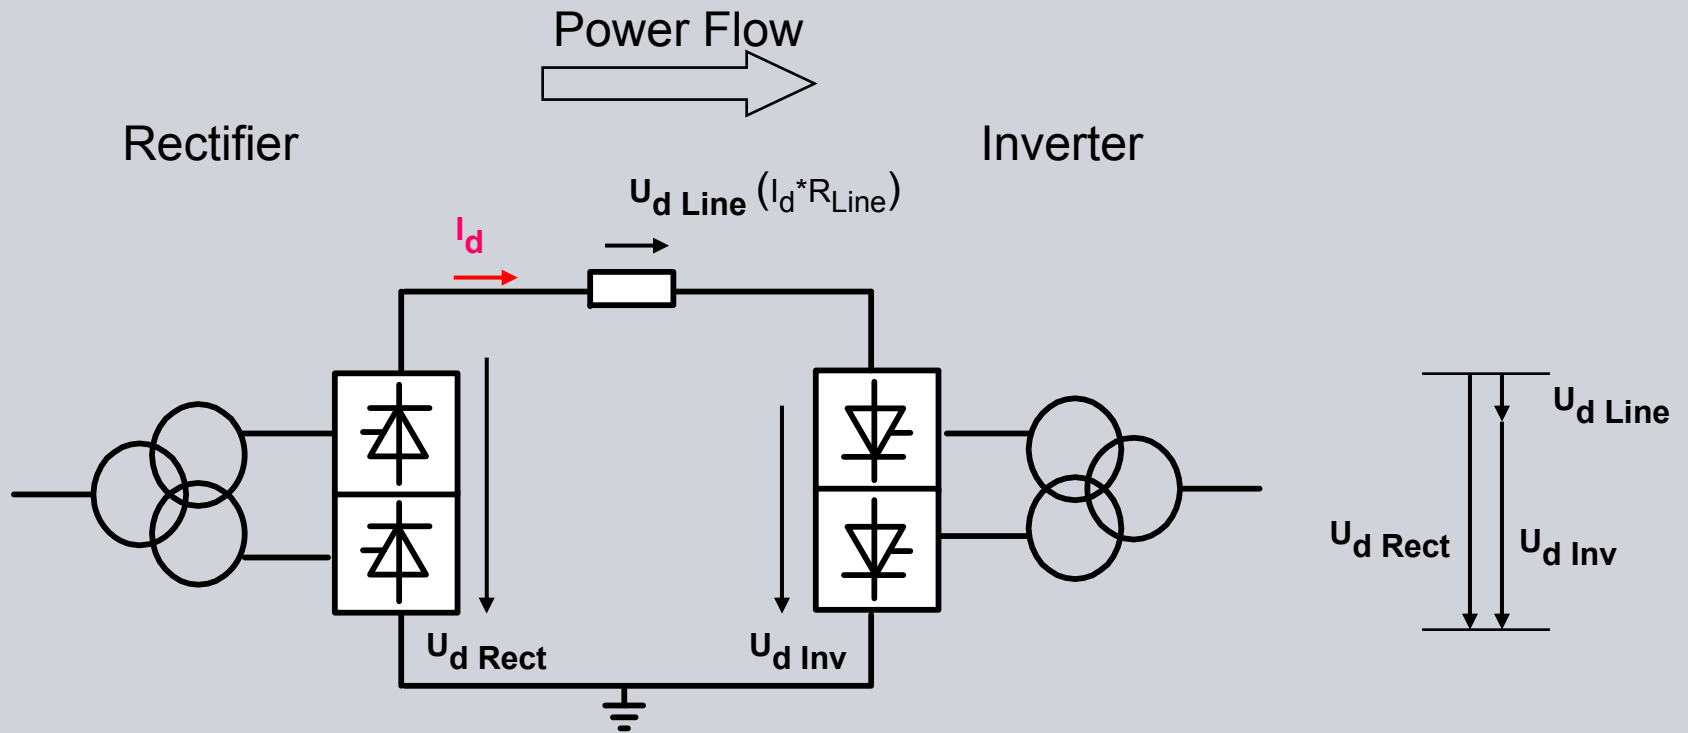 Power Flow
Rectifier
Inverter
Ud Line (Id*RLine)
Id
Ud Line
Ud Rect
Ud Inv
Ud Rect
Ud Inv